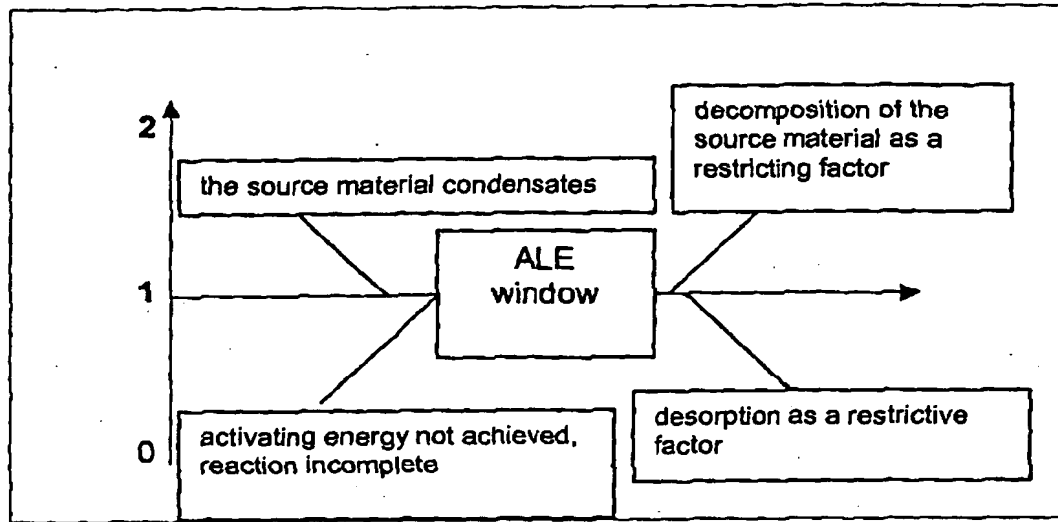 2
decomposition of the
source material as a
restricting factor
the source material condensates
ALE
window
1
desorption as a restrictive
factor
activating energy not achieved,
reaction incomplete
0